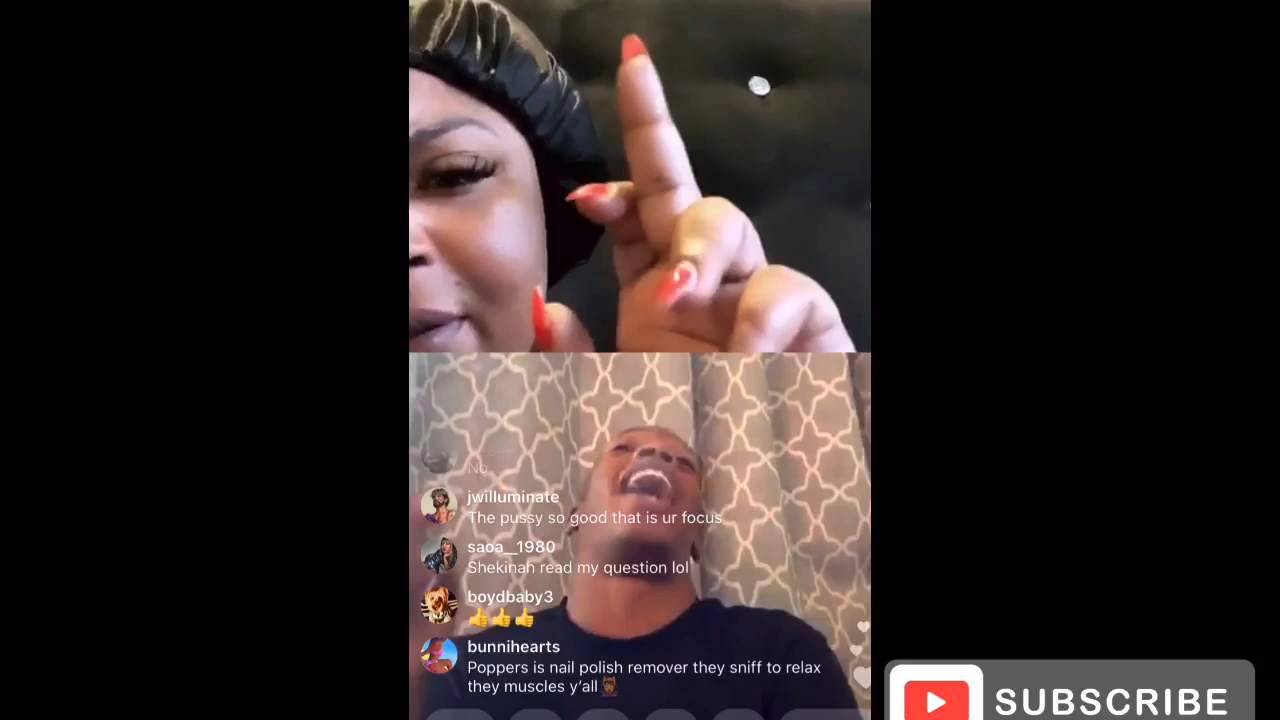 No
jwilluminate
The pussy so good that is ur focus
saoa__1980
Shekinah read my question lol
boydbaby3
👍👍👍
bunnihearts
Poppers is nail polish remover they sniff to relax
they muscles y'all💆🏾‍♀️
SUBSCRIBE